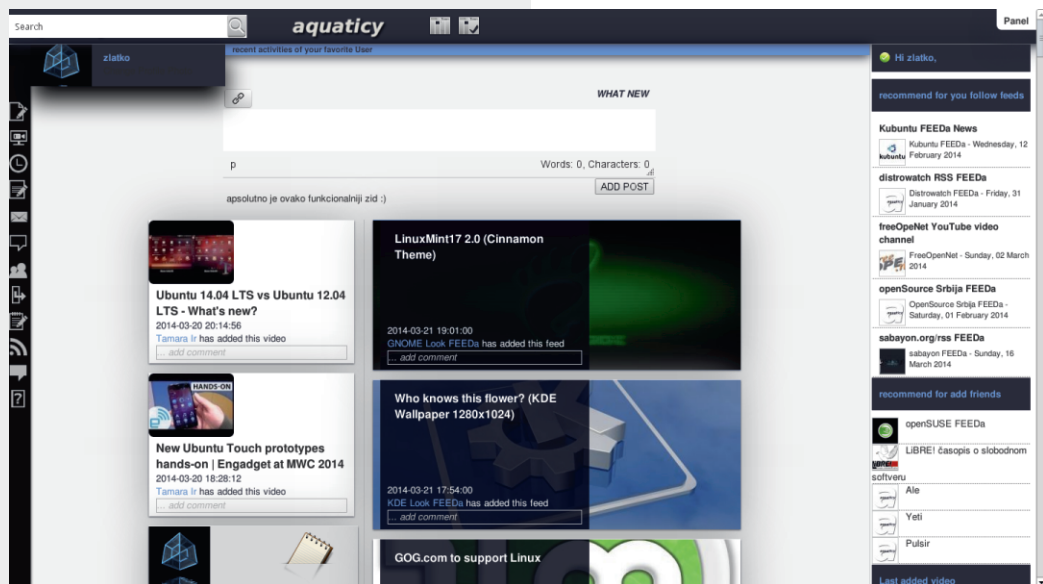 Search
aquaticy
Panel
zlatko
recent activities of your favorite User
WHAT NEW
p
Words: 0, Characters: 0
ADD POST
apsolutno je ovako funkcionalniji zid :)
Ubuntu 14.04 LTS vs Ubuntu 12.04
LTS - What's new?
2014-03-20 20:14:56
Tamara Ir has added this video
... add comment
HANDS-ON
New Ubuntu Touch prototypes
hands-on | Engadget at MWC 2014
2014-03-20 18:28:12
Tamara Ir has added this video
... add comment
LinuxMint17 2.0 (Cinnamon
Theme)
2014-03-21 19:01:00
GNOME Look FEEDa has added this feed
... add comment
Who knows this flower? (KDE
Wallpaper 1280x1024)
2014-03-21 17:54:00
KDE Look FEEDa has added this feed
... add comment
GOG.com to support Linux
Hi zlatko,
recommend for you follow feeds
Kubuntu FEEDa News
kubuntu
Kubuntu FEEDa - Wednesday, 12
February 2014
distrowatch RSS FEEDa
Distrowatch FEEDa - Friday, 31
January 2014
freeOpeNet YouTube video
channel
FreeOpenNet - Sunday, 02 March
2014
openSource Srbija FEEDa
OpenSource Srbija FEEDa -
Saturday, 01 February 2014
sabayon.org/rss FEEDa
sabayon FEEDa - Sunday, 16
March 2014
recommend for add friends
openSUSE FEEDa
LiBRE! časopis o slobodnom
softveru
Ale
Yeti
Pulsir
Last added video